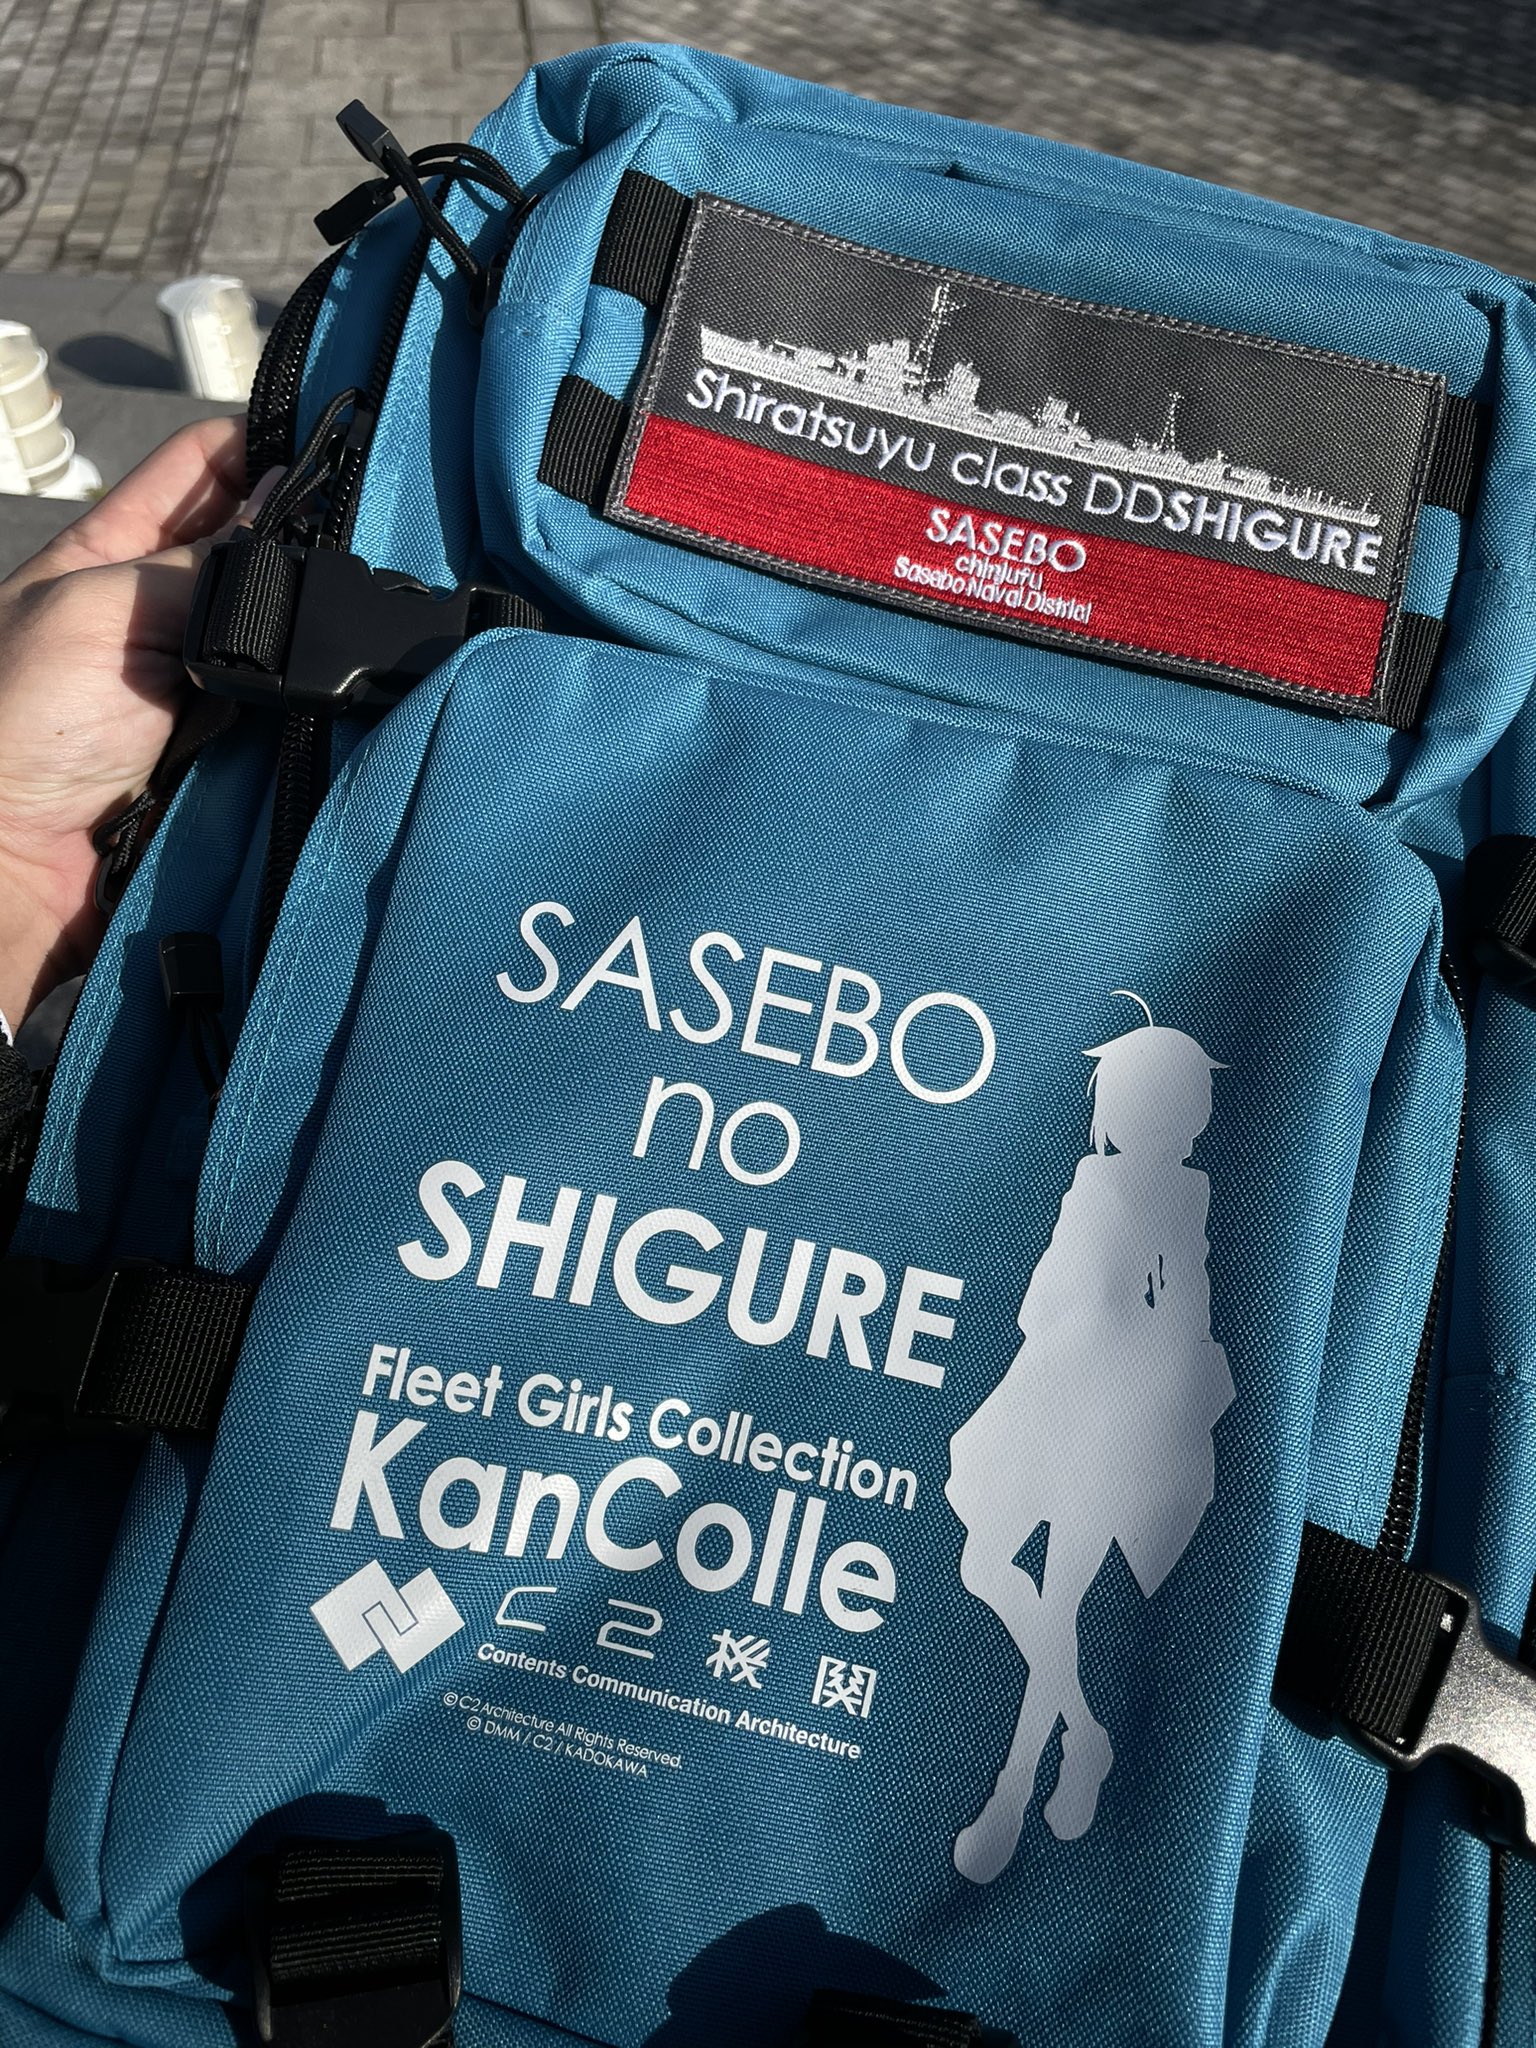 Shiratsuyu class DDSHIGURE
SASEBO
chinjufu
Sasebo Naval District
SASEBO
no
SHIGURE
Fleet Girls Collection
KanColle
C2機関
Contents Communication Architecture
© C2 Architecture All Rights Reserved.
© DMM / C2 / KADOKAWA